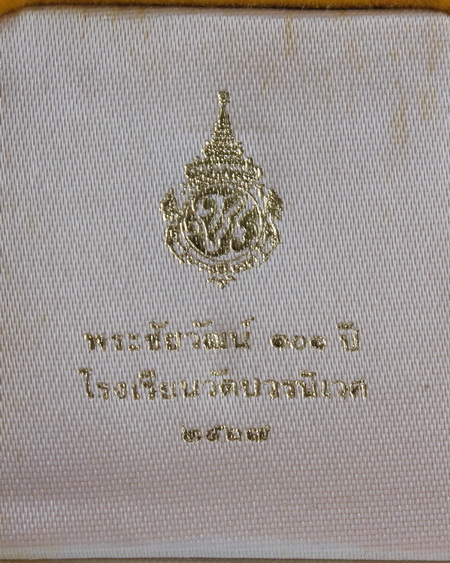 พระชัยวัฒน์ ๑๐๑ ปี
โรงเรียนวัดบวรนิเวศ
๒๕๓๗